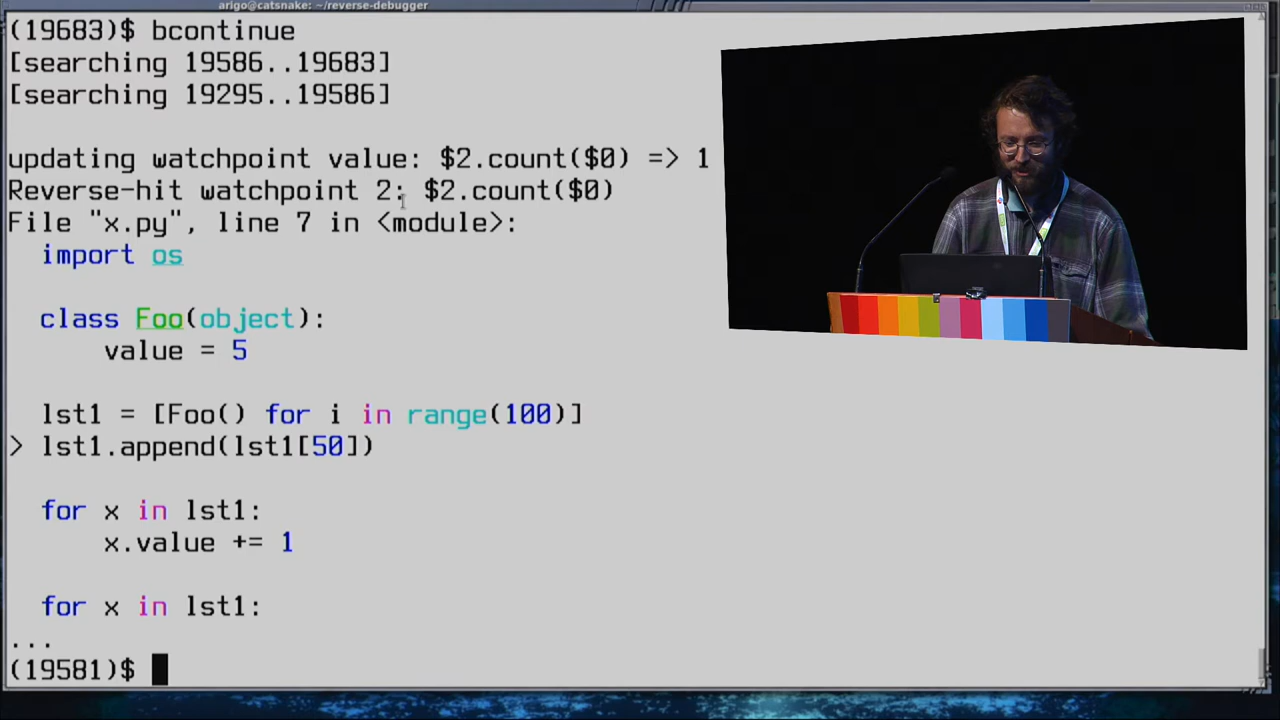 arigo@catsnake: ~/reverse-debugger
(19683)$ bcontinue
[searching 19586..19683]
[searching 19295..19586]
updating watchpoint value: $2.count($0) => 1
Reverse-hit watchpoint 2: $2.count($0)
File "x.py", line 7 in <module>:
import os
class Foo(object):
value = 5
lst1 = [Foo() for i in range(100)]
> lst1.append(lst1[50])
for x in lst1:
x.value += 1
for x in lst1:
...
(19581)$